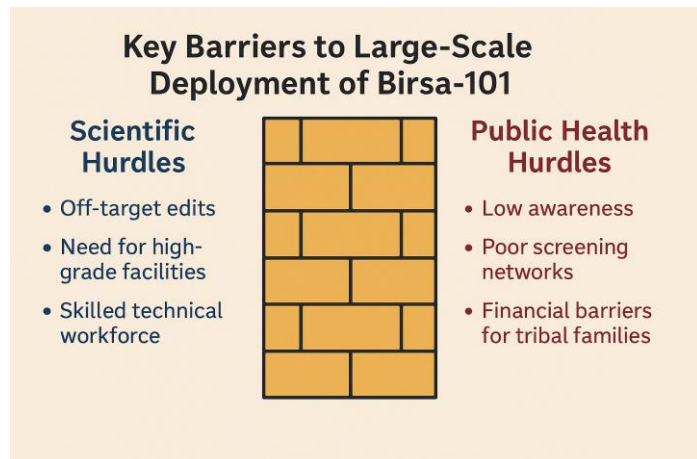 Key Barriers to Large-Scale
Deployment of Birsa-101
Scientific
Hurdles
• Off-target edits
• Need for high-
grade facilities
• Skilled technical
workforce
Public Health
Hurdles
• Low awareness
• Poor screening
networks
• Financial barriers
for tribal families